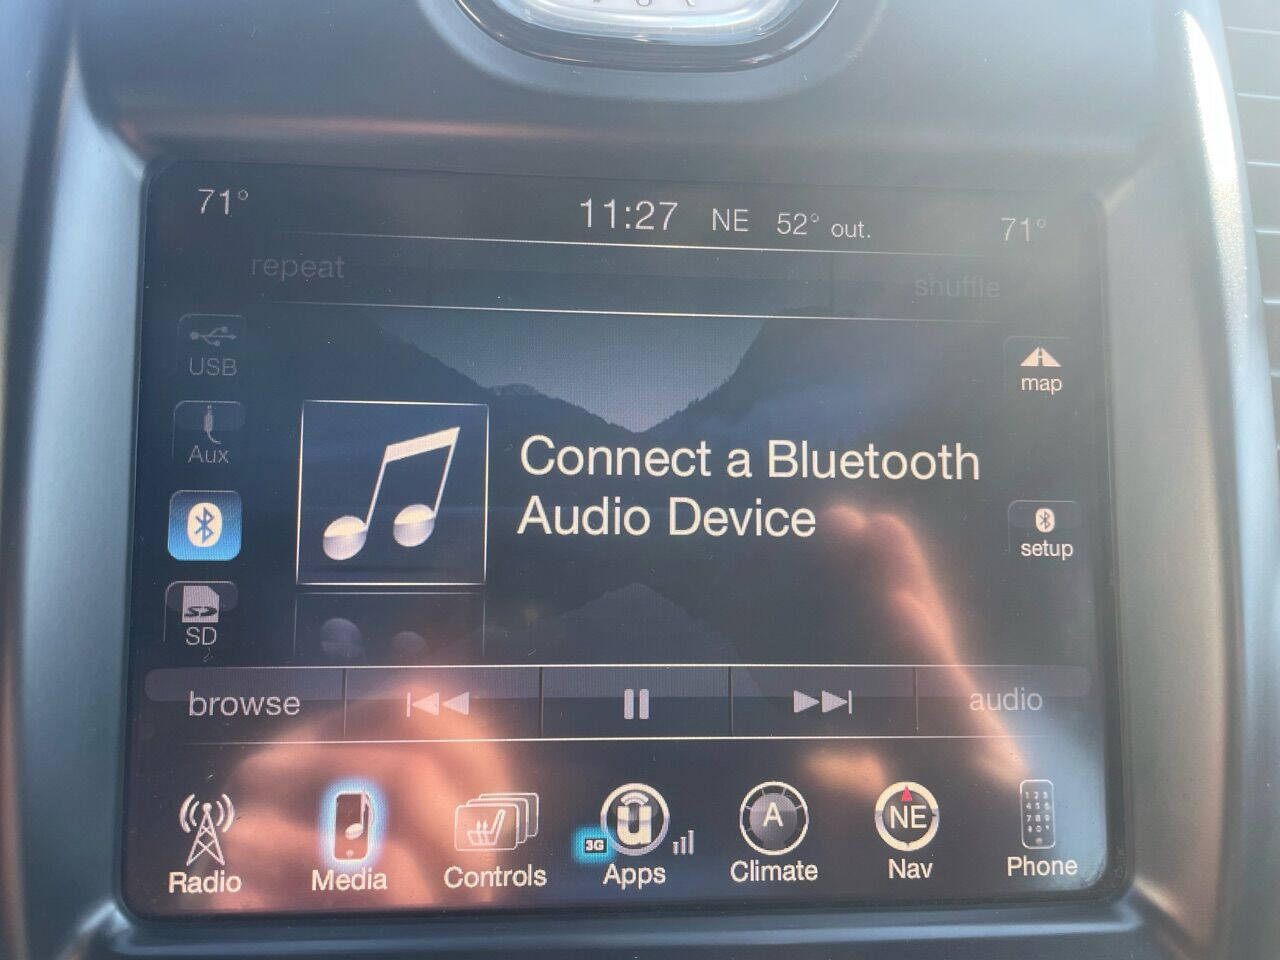 71°
11:27 NE 52° out.
71°
repeat
shuffle
USB
map
Aux
Connect a Bluetooth
Audio Device
setup
SD
browse
audio
A
NE
3G
Radio
Media
Controls
Apps
Climate
Nav
Phone